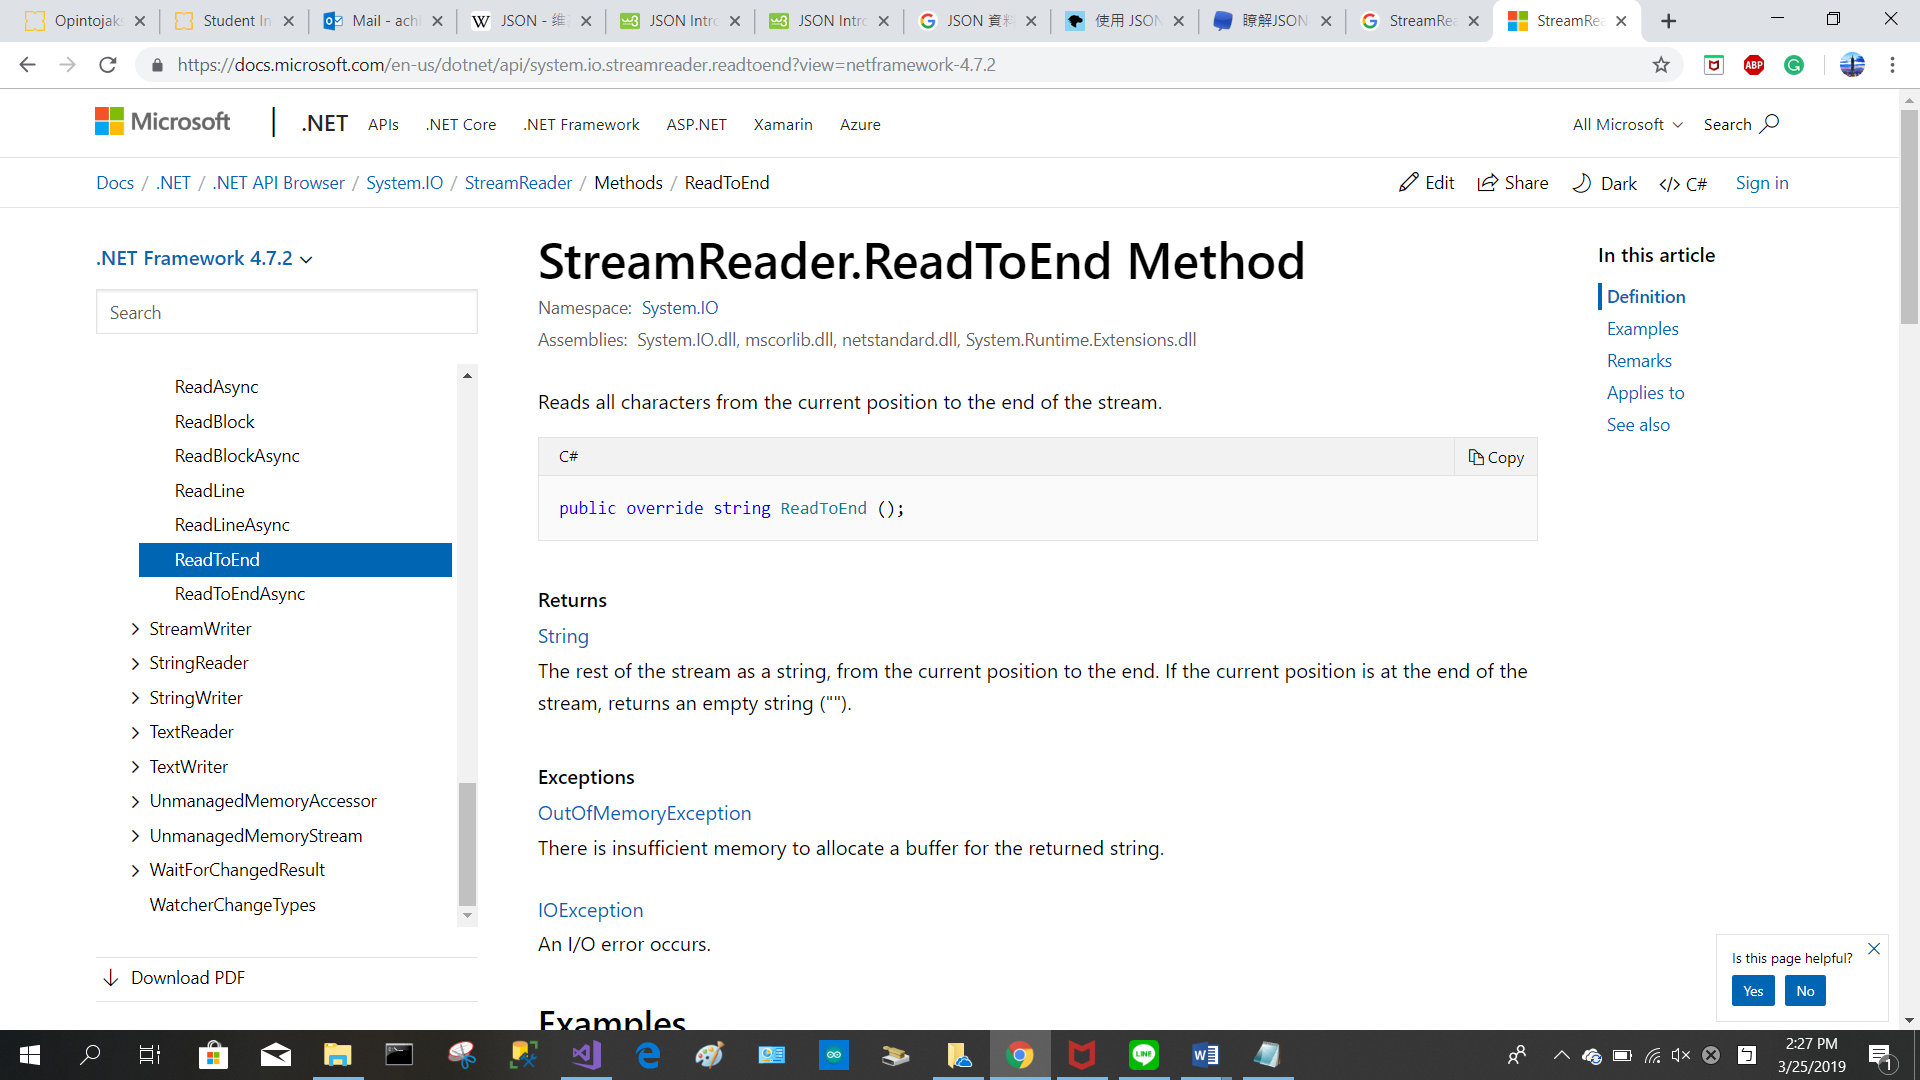 Opintojaks
Student In
Mail - achl
JSON - 维
JSON Intro
JSON Intro
JSON 資料
使用 JSON
瞭解JSON
StreamRea
StreamRea
https://docs.microsoft.com/en-us/dotnet/api/system.io.streamreader.readtoend?view=netframework-4.7.2
ABP
Microsoft
.NET
APIs
.NET Core
.NET Framework
ASP.NET
Xamarin
Azure
All Microsoft
Search
Docs / .NET / .NET API Browser / System.IO / StreamReader / Methods / ReadToEnd
Edit
Share
Dark
C#
Sign in
.NET Framework 4.7.2
Search
ReadAsync
ReadBlock
ReadBlockAsync
ReadLine
ReadLineAsync
ReadToEnd
ReadToEndAsync
StreamWriter
StringReader
StringWriter
TextReader
TextWriter
UnmanagedMemoryAccessor
UnmanagedMemoryStream
WaitForChangedResult
WatcherChangeTypes
Download PDF
StreamReader.ReadToEnd Method
Namespace: System.IO
Assemblies: System.IO.dll, mscorlib.dll, netstandard.dll, System.Runtime.Extensions.dll
Reads all characters from the current position to the end of the stream.
C#
Copy
public override string ReadToEnd ();
Returns
String
The rest of the stream as a string, from the current position to the end. If the current position is at the end of the
stream, returns an empty string ("").
Exceptions
OutOfMemoryException
There is insufficient memory to allocate a buffer for the returned string.
IOException
An I/O error occurs.
Examples
In this article
Definition
Examples
Remarks
Applies to
See also
Is this page helpful?
Yes
No
LINE
2:27 PM
3/25/2019
1